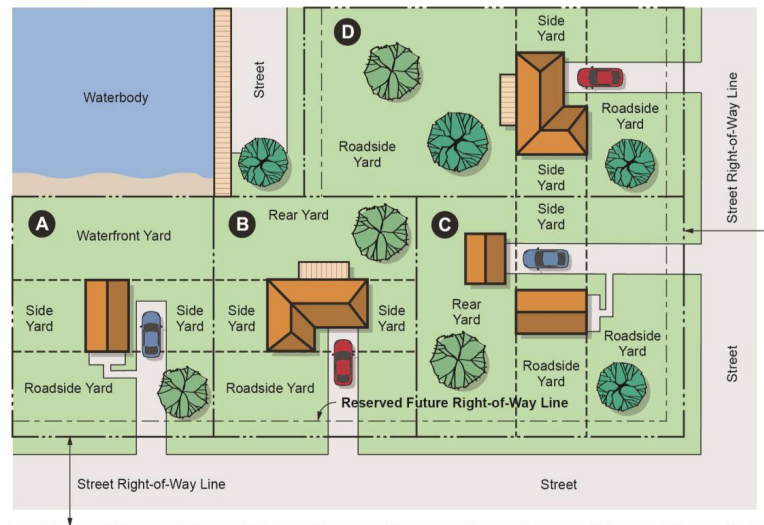 D
Side
Yard
Waterbody
Street
Roadside
Yard
Roadside
Yard
Side
Yard
Street Right-of-Way Line
A
Waterfront Yard
B
Rear Yard
C
Side
Yard
Side
Yard
Side
Yard
Side
Yard
Side
Yard
Rear
Yard
Roadside Yard
Roadside Yard
Roadside
Yard
Roadside
Yard
Reserved Future Right-of-Way Line
Street
Street Right-of-Way Line
Street